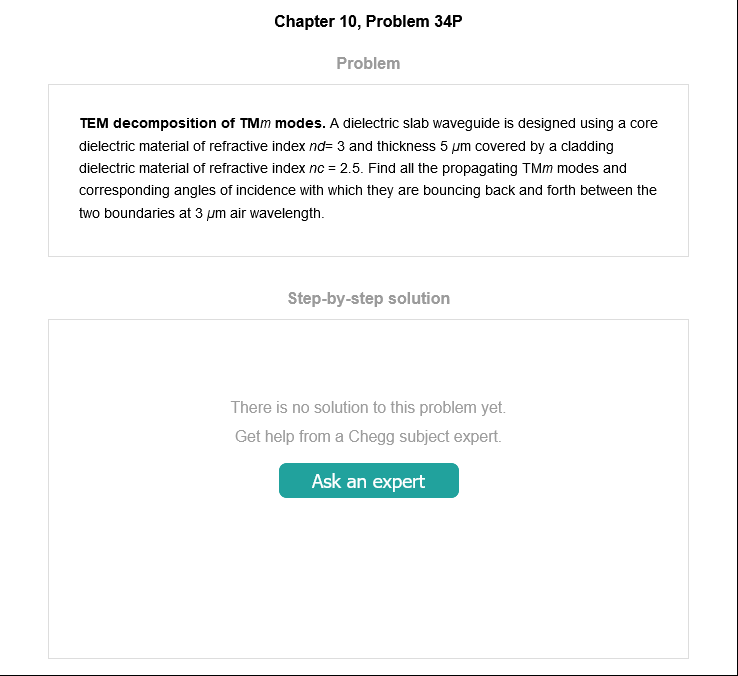 Chapter 10, Problem 34P
Problem
TEM decomposition of TMm modes. A dielectric slab waveguide is designed using a core
dielectric material of refractive index nd= 3 and thickness 5 μm covered by a cladding
dielectric material of refractive index nc = 2.5. Find all the propagating TMm modes and
corresponding angles of incidence with which they are bouncing back and forth between the
two boundaries at 3 μm air wavelength.
Step-by-step solution
There is no solution to this problem yet.
Get help from a Chegg subject expert.
Ask an expert